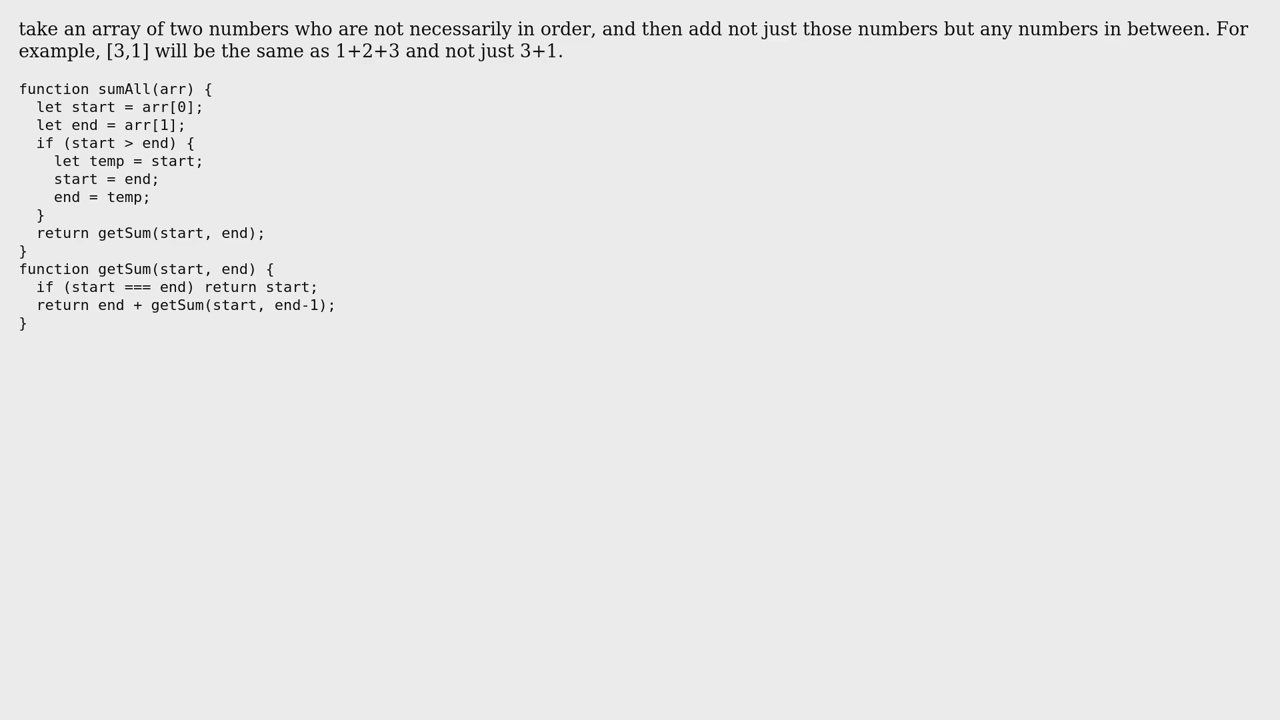 take an array of two numbers who are not necessarily in order, and then add not just those numbers but any numbers in between. For
example, [3,1] will be the same as 1+2+3 and not just 3+1.
function sumAll(arr) {
  let start = arr[0];
  let end = arr[1];
  if (start > end) {
    let temp = start;
    start = end;
    end = temp;
  }
  return getSum(start, end);
}
function getSum(start, end) {
  if (start === end) return start;
  return end + getSum(start, end-1);
}